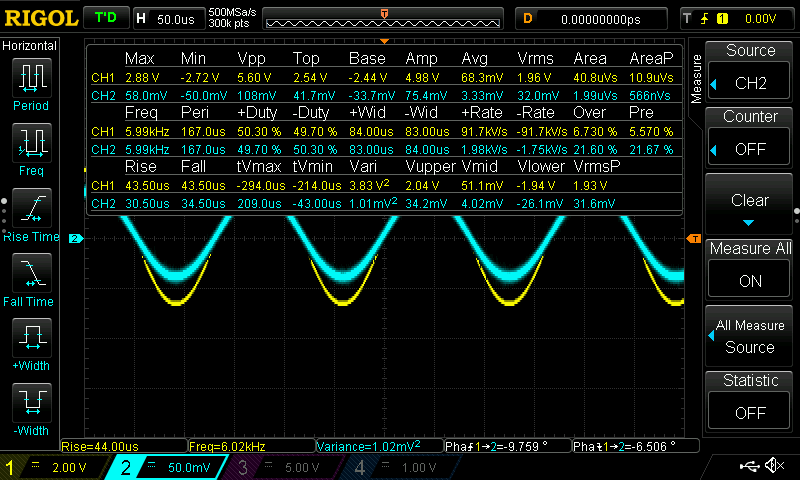 RIGOL T'D H 50.0us 500MSa/s 300k pts T D 0.00000000ps T 1 0.00V
Horizontal
Period
Freq
Rise Time
Fall Time
+Width
-Width
Max Min Vpp Top Base Amp Avg Vrms Area AreaP
CH1 2.88 V -2.72 V 5.60 V 2.54 V -2.44 V 4.98 V 68.3mV 1.96 V 40.8uVs 10.9uVs
CH2 58.0mV -50.0mV 108mV 41.7mV -33.7mV 75.4mV 3.33mV 32.0mV 1.99uVs 566nVs
Freq Peri +Duty -Duty +Wid -Wid +Rate -Rate Over Pre
CH1 5.99kHz 167.0us 50.30 % 49.70 % 84.00us 83.00us 91.7kV/s -91.7kV/s 6.730 % 5.570 %
CH2 5.99kHz 167.0us 49.70 % 50.30 % 83.00us 84.00us 1.98kV/s -1.75kV/s 21.60 % 21.67 %
Rise Fall tVmax tVmin Vari Vupper Vmid Vlower VrmsP
CH1 43.50us 43.50us -294.0us -214.0us 3.83 V² 2.04 V 51.1mV -1.94 V 1.93 V
CH2 30.50us 34.50us 209.0us -43.00us 1.01mV² 34.2mV 4.02mV -26.1mV 31.6mV
2
T
Measure
Source
CH2
Counter
OFF
Clear
Measure All
ON
All Measure
Source
Statistic
OFF
Rise=44.00us Freq=6.02kHz Variance=1.02mV² Pha1→2=-9.759 ° Pha1→2=-6.506 °
1 2.00 V 2 50.0mV 3 5.00 V 4 1.00 V